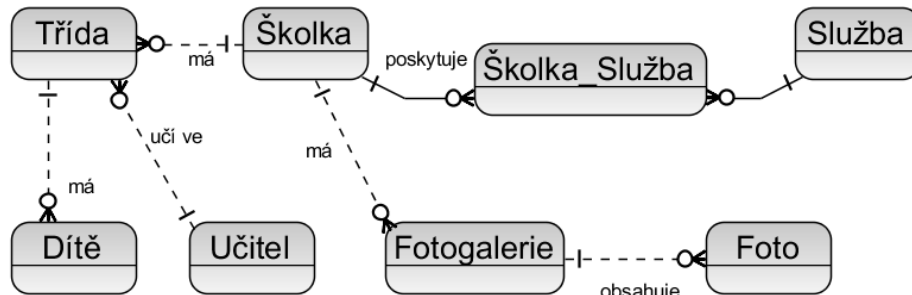 Třída
Školka
Služba
má
poskytuje
Školka_Služba
učí ve
má
má
Dítě
Učitel
Fotogalerie
Foto
obsahuje